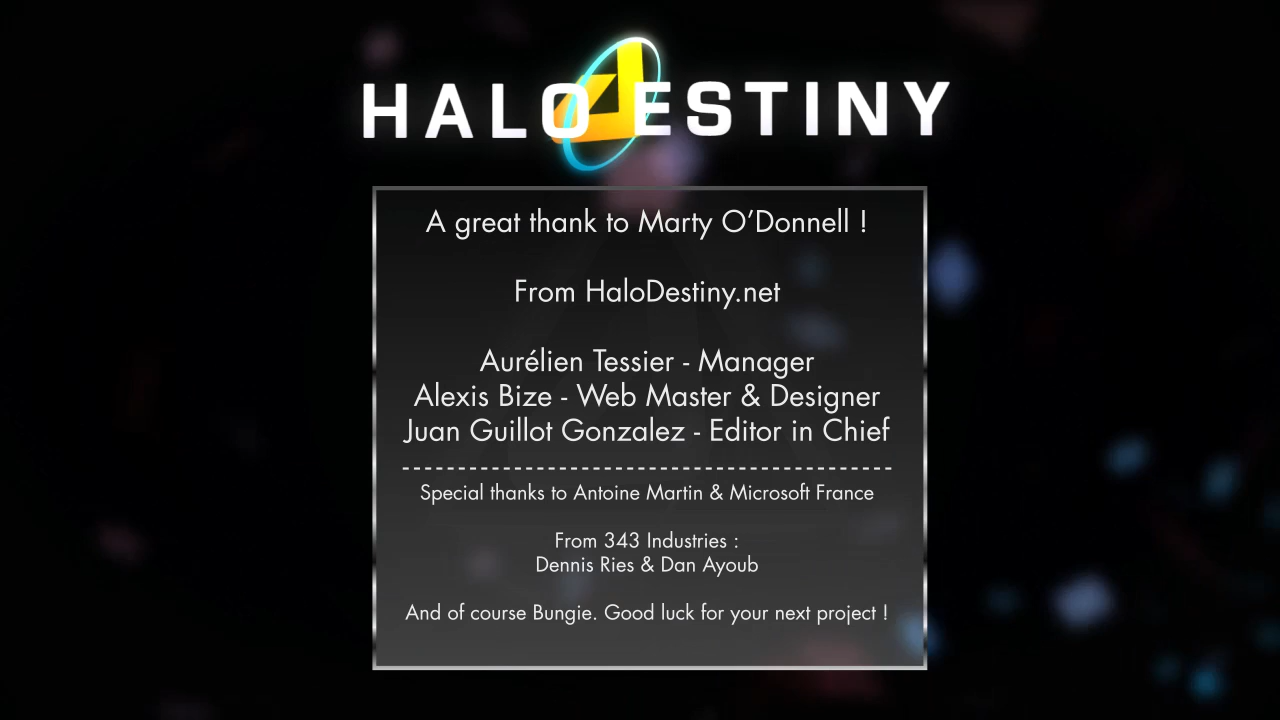 HALODESTINY
A great thank to Marty O’Donnell !
From HaloDestiny.net
Aurélien Tessier - Manager
Alexis Bize - Web Master & Designer
Juan Guillot Gonzalez - Editor in Chief
--------------------------------------------
Special thanks to Antoine Martin & Microsoft France
From 343 Industries :
Dennis Ries & Dan Ayoub
And of course Bungie. Good luck for your next project !